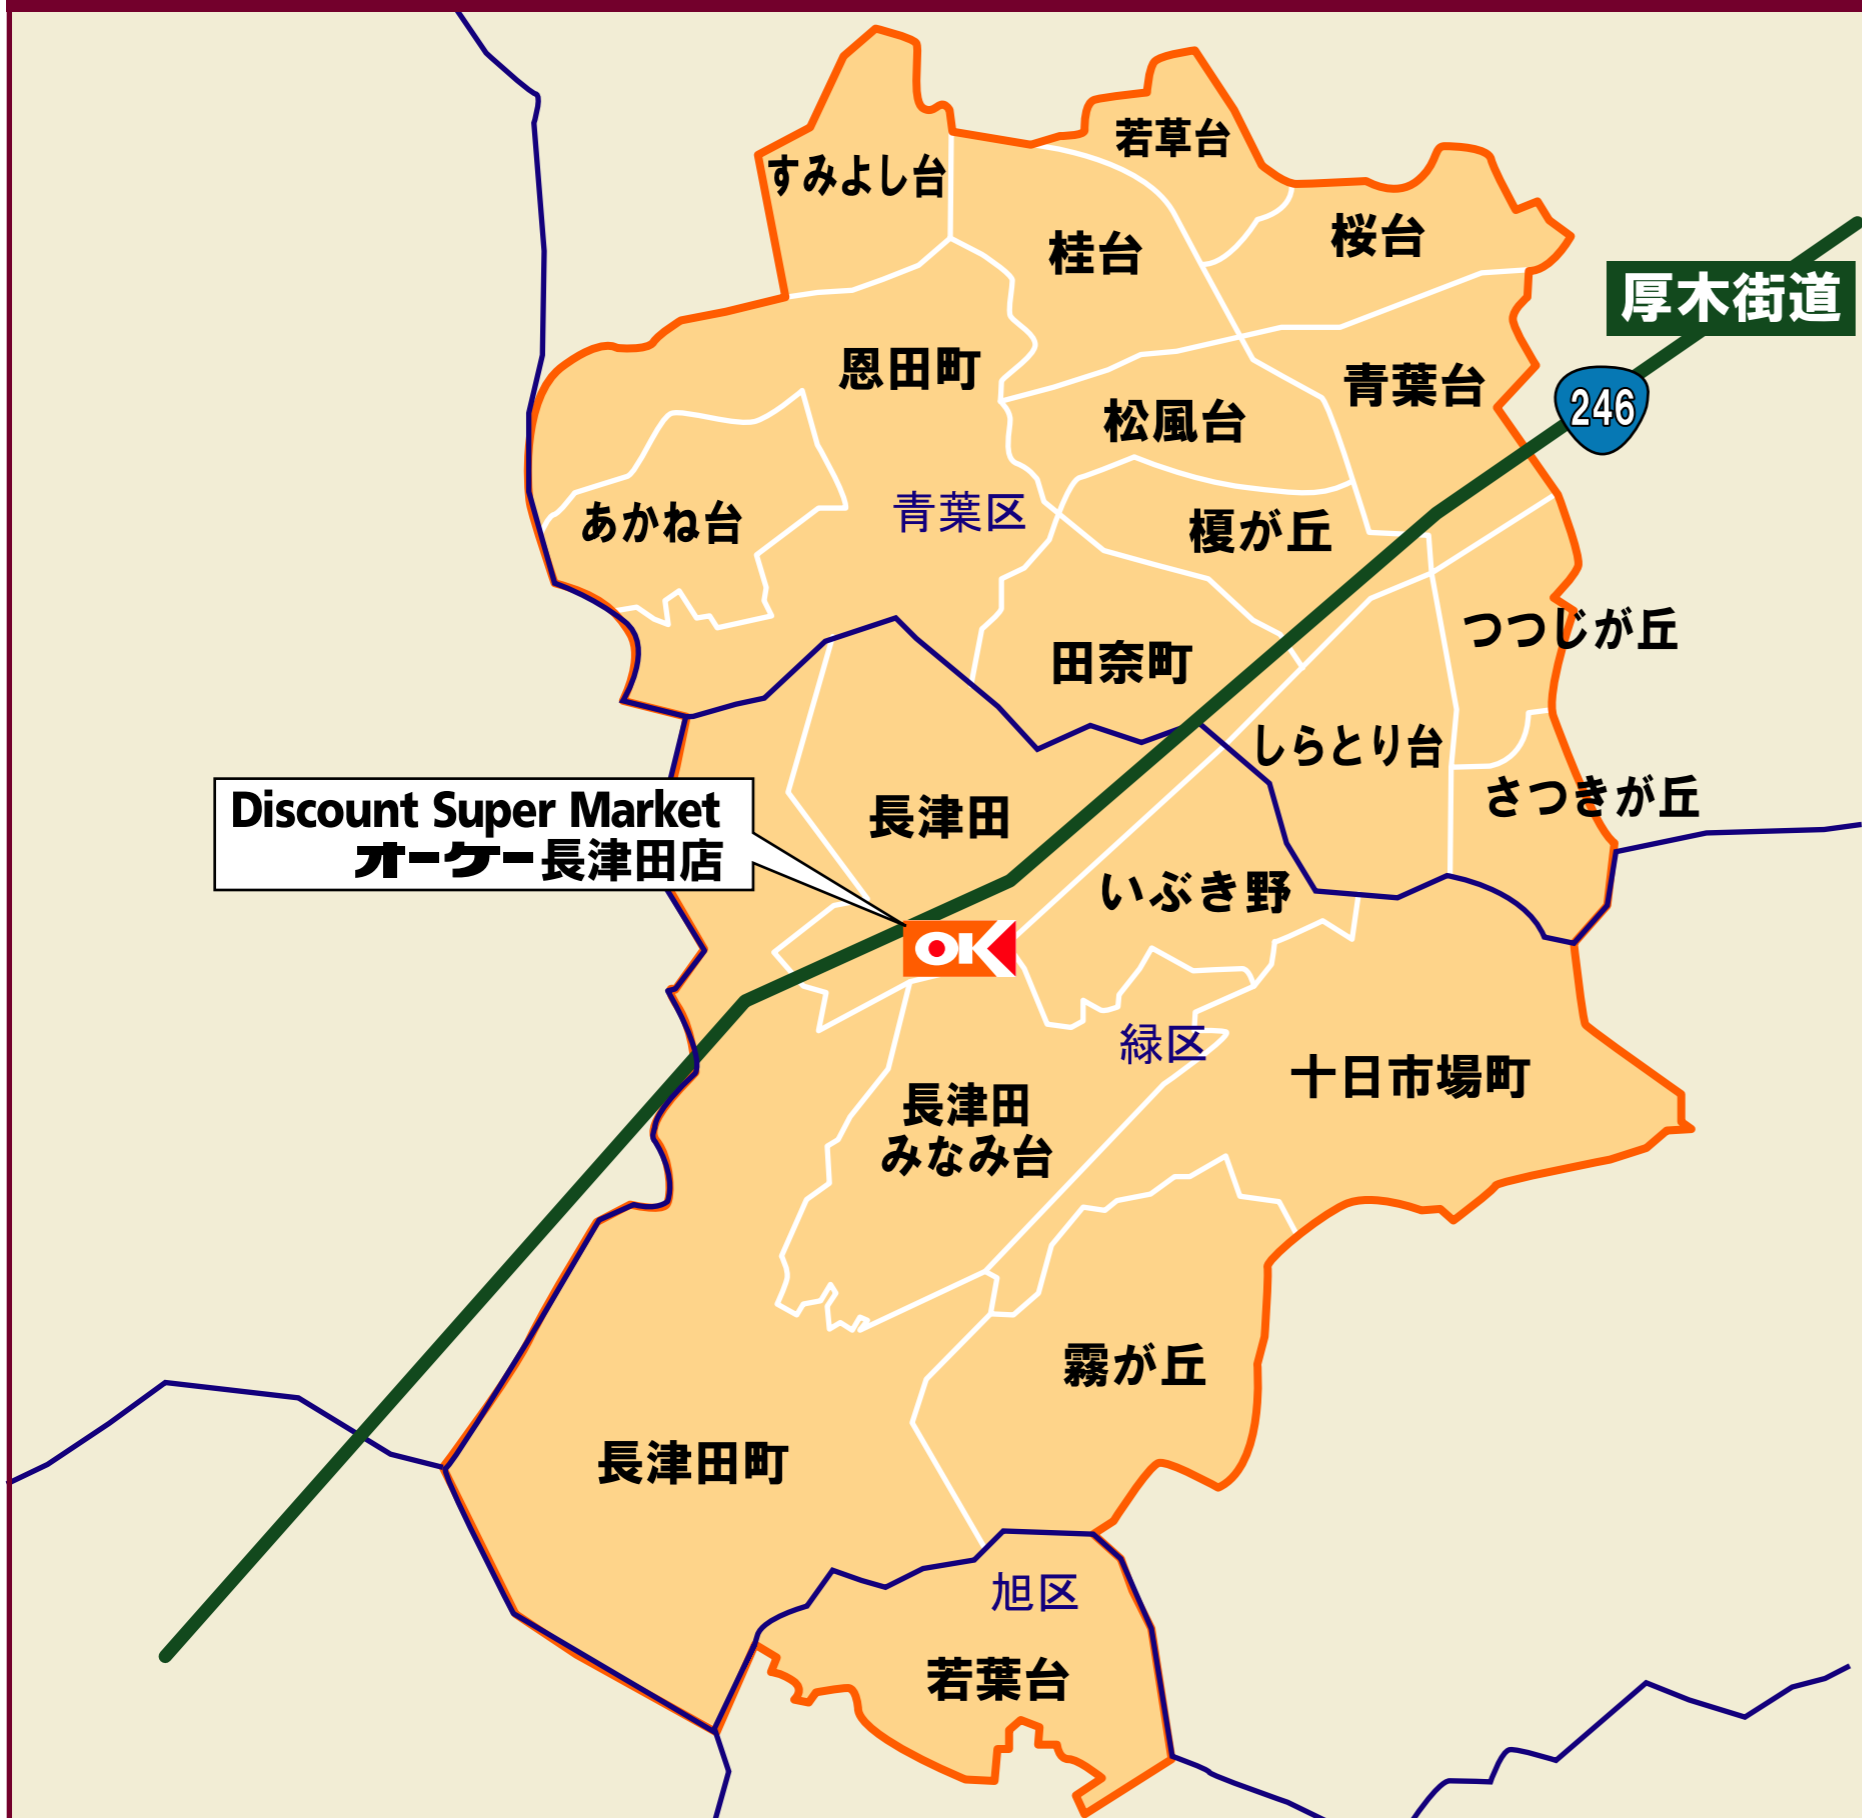 若草台
すみよし台
桜台
桂台
厚木街道
恩田町
青葉台
246
松風台
青葉区
あかね台
榎が丘
つつじが丘
田奈町
しらとり台
さつきが丘
Discount Super Market
オーケー長津田店
長津田
いぶき野
OK
緑区
十日市場町
長津田
みなみ台
霧が丘
長津田町
旭区
若葉台